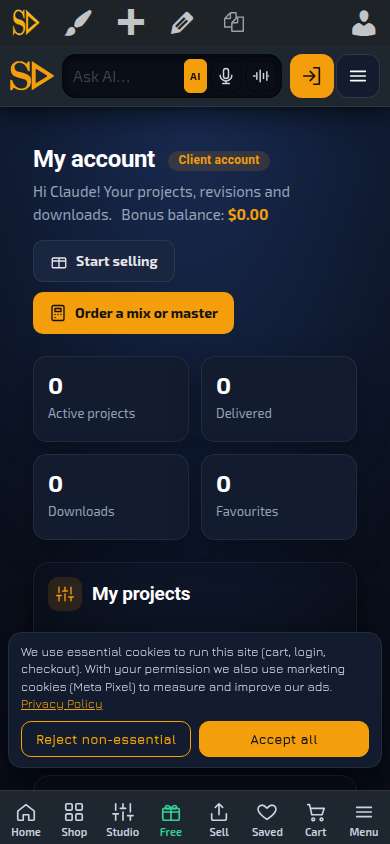 SD
SD
Ask AI...
AI
My account
Client account
Hi Claude! Your projects, revisions and
downloads. Bonus balance: $0.00
Start selling
Order a mix or master
0
Active projects
0
Delivered
0
Downloads
0
Favourites
My projects
We use essential cookies to run this site (cart, login,
checkout). With your permission we also use marketing
cookies (Meta Pixel) to measure and improve our ads.
Privacy Policy
Reject non-essential
Accept all
Home
Shop
Studio
Free
Sell
Saved
Cart
Menu